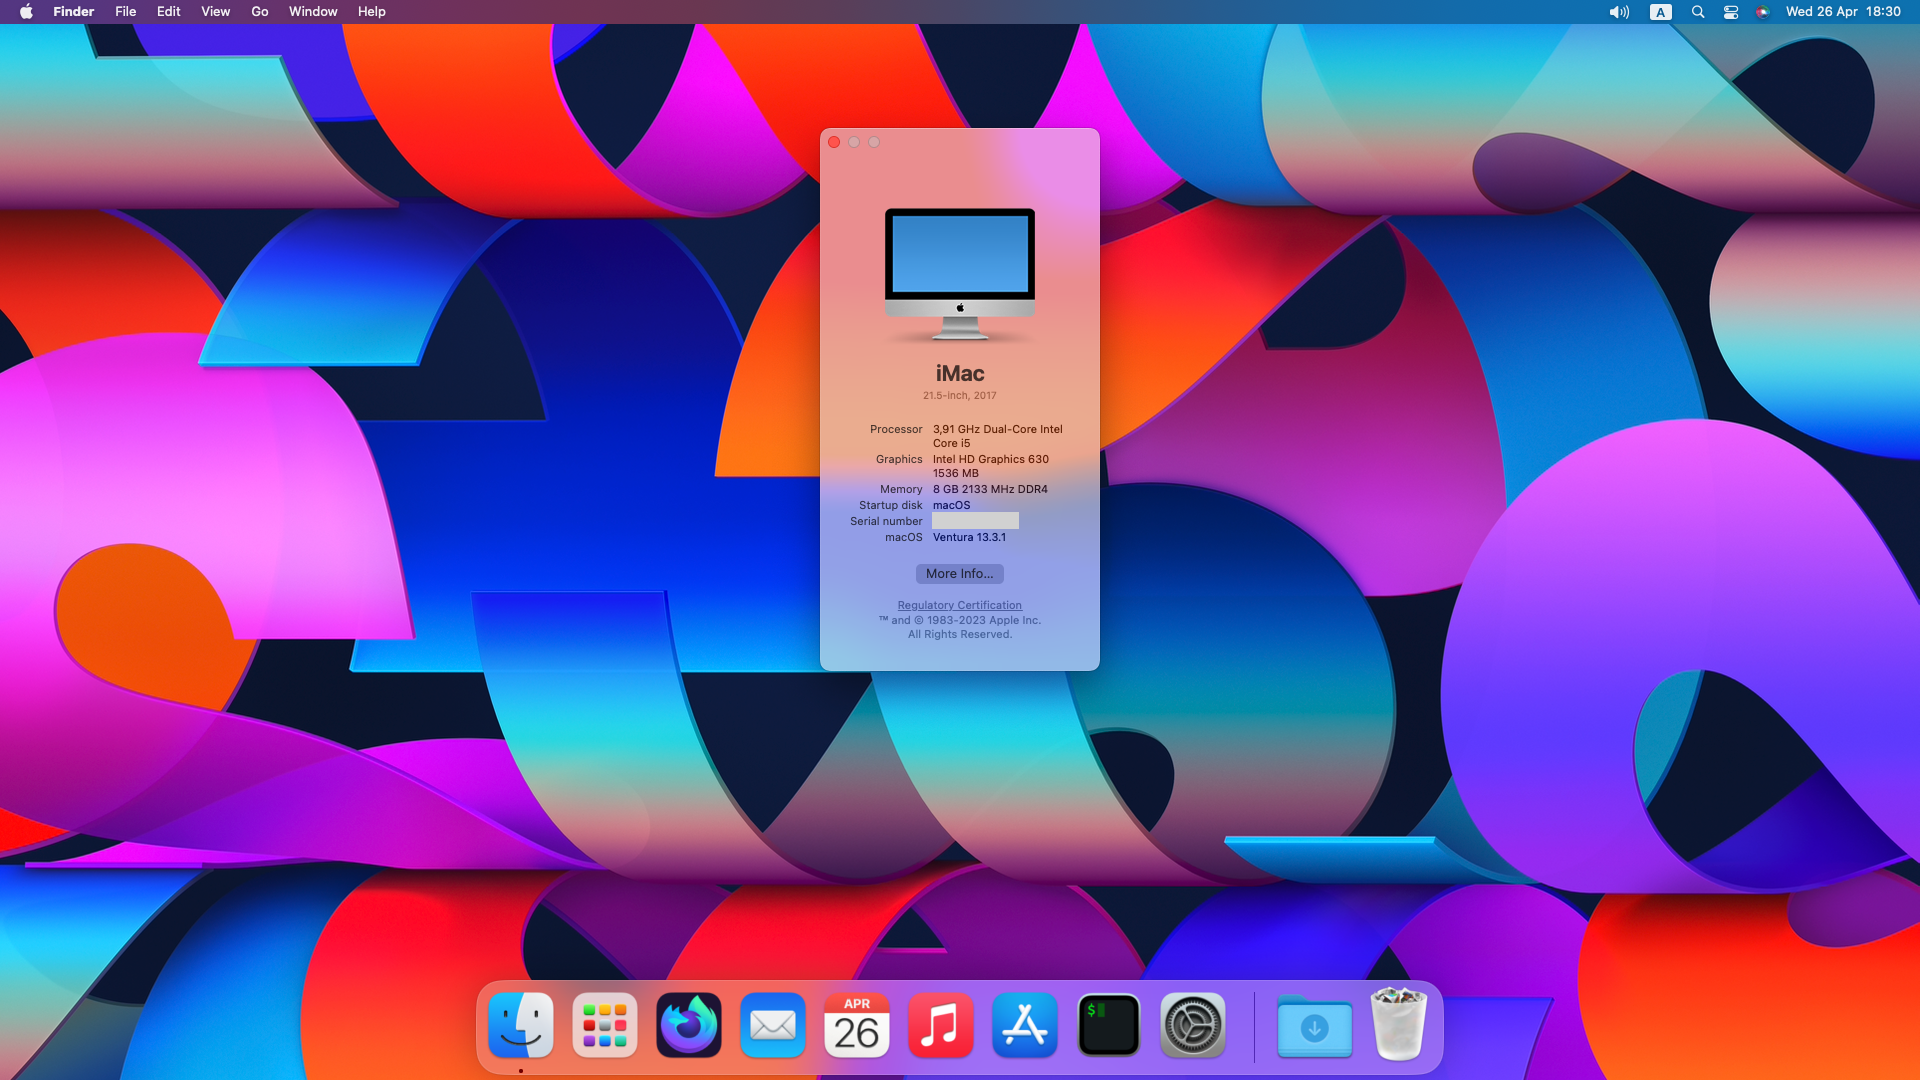 Finder File Edit View Go Window Help
A Wed 26 Apr 18:30
iMac
21.5-inch, 2017
Processor 3,91 GHz Dual-Core Intel
Core i5
Graphics Intel HD Graphics 630
1536 MB
Memory 8 GB 2133 MHz DDR4
Startup disk macOS
Serial number
macOS Ventura 13.3.1
More Info...
Regulatory Certification
™ and © 1983-2023 Apple Inc.
All Rights Reserved.
APR
26
$